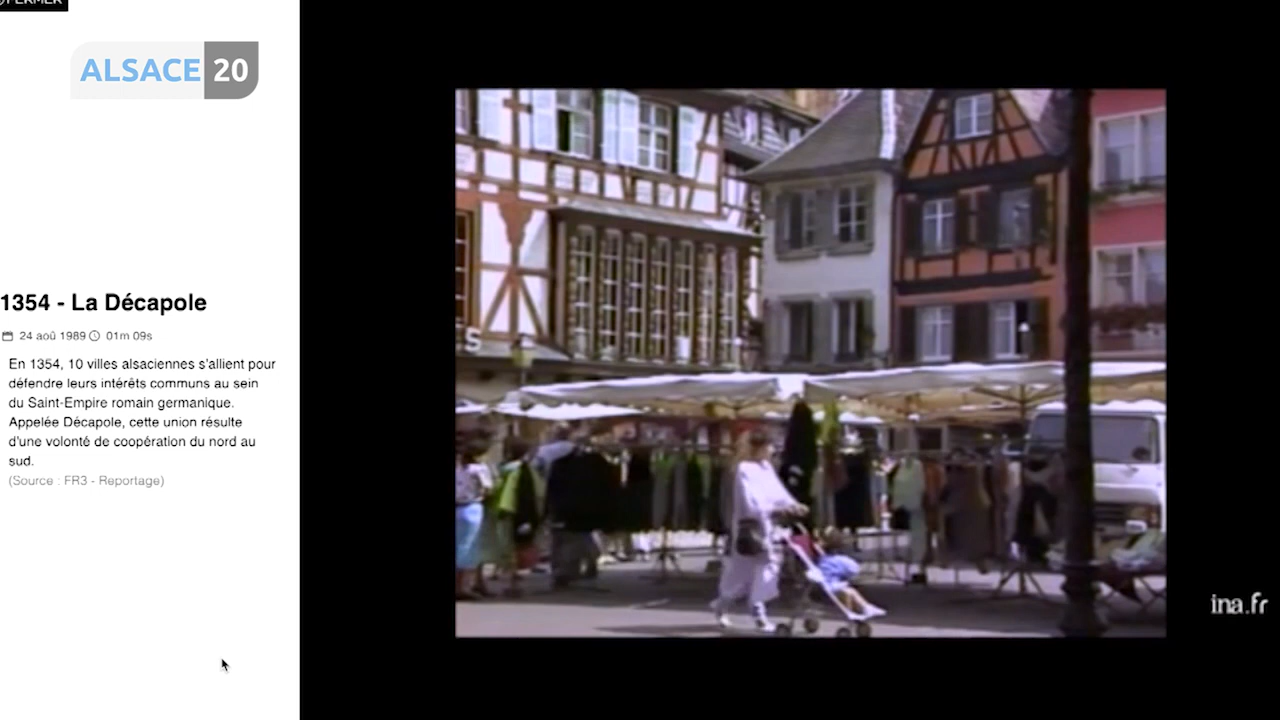 FERMER
ALSACE 20
1354 - La Décapole
24 aoû 1989 01m 09s
En 1354, 10 villes alsaciennes s'allient pour
défendre leurs intérêts communs au sein
du Saint-Empire romain germanique.
Appelée Décapole, cette union résulte
d'une volonté de coopération du nord au
sud.
(Source : FR3 - Reportage)
S
ina.fr